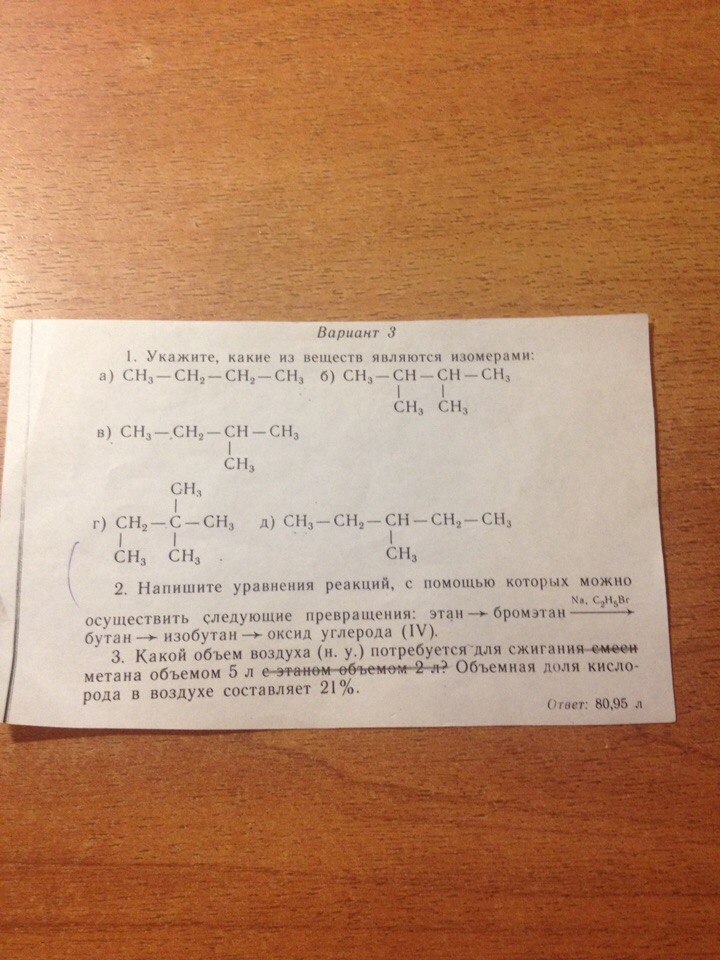 Вариант 3
1. Укажите, какие из веществ являются изомерами:
а) CH₃—CH₂—CH₂—CH₃ б) CH₃—CH—CH—CH₃
CH₃ CH₃
в) CH₃—CH₂—CH—CH₃
CH₃
CH₃
г) CH₂—C—CH₃ д) CH₃—CH₂—CH—CH₂—CH₃
CH₃ CH₃ CH₃
2. Напишите уравнения реакций, с помощью которых можно
Na, C₂H₅Br
осуществить следующие превращения: этан → бромэтан →
бутан → изобутан → оксид углерода (IV).
3. Какой объем воздуха (н. у.) потребуется для сжигания смеси
метана объемом 5 л с этаном объемом 2 л? Объемная доля кисло-
рода в воздухе составляет 21%.
Ответ: 80,95 л